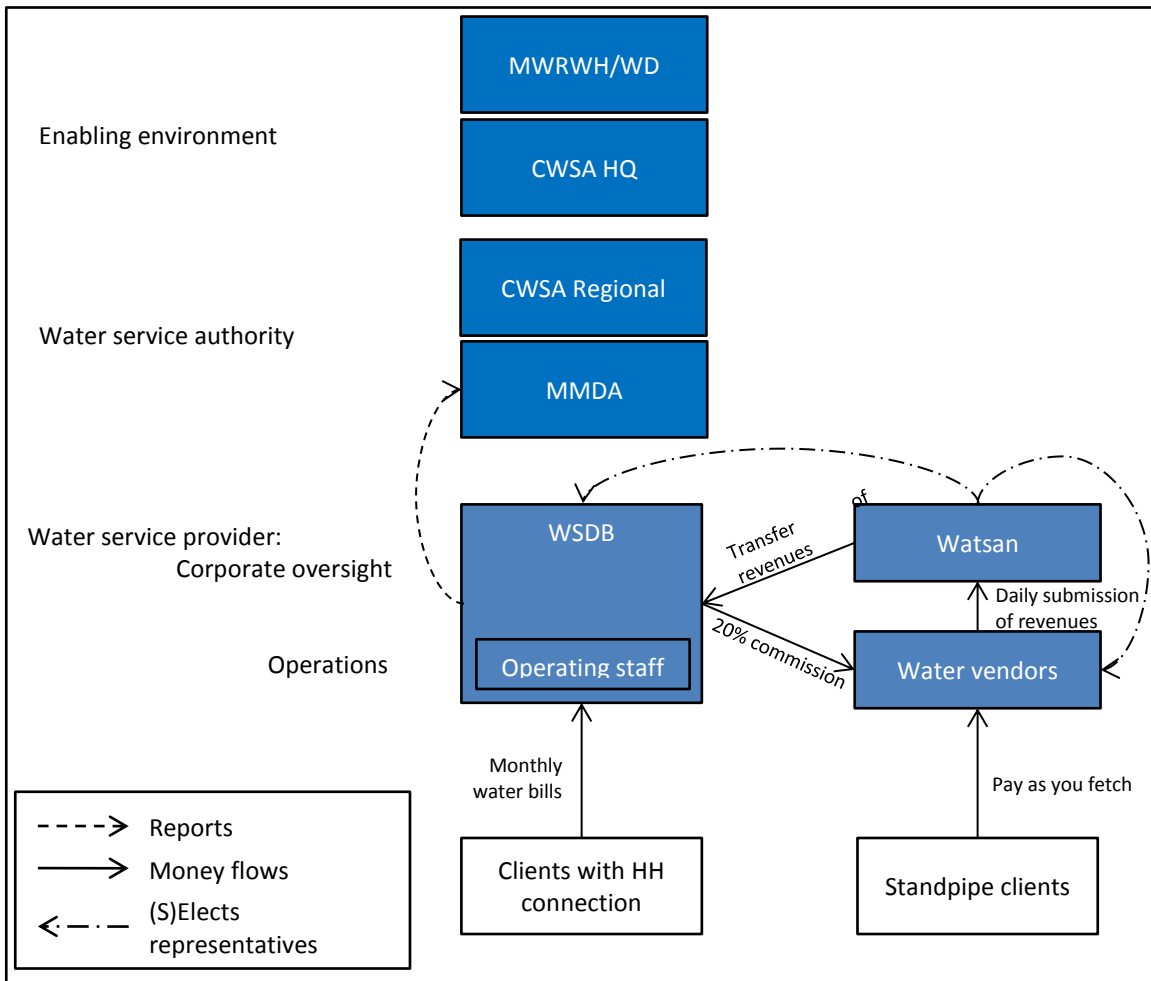 MWRWH/WD
Enabling environment
CWSA HQ
CWSA Regional
Water service authority
MMDA
of
WSDB
Watsan
Water service provider:
Corporate oversight
Transfer
revenues
Daily submission
of revenues
20% commission
Operations
Operating staff
Water vendors
Monthly
water bills
Pay as you fetch
Reports
Money flows
(S)Elects
representatives
Clients with HH
connection
Standpipe clients